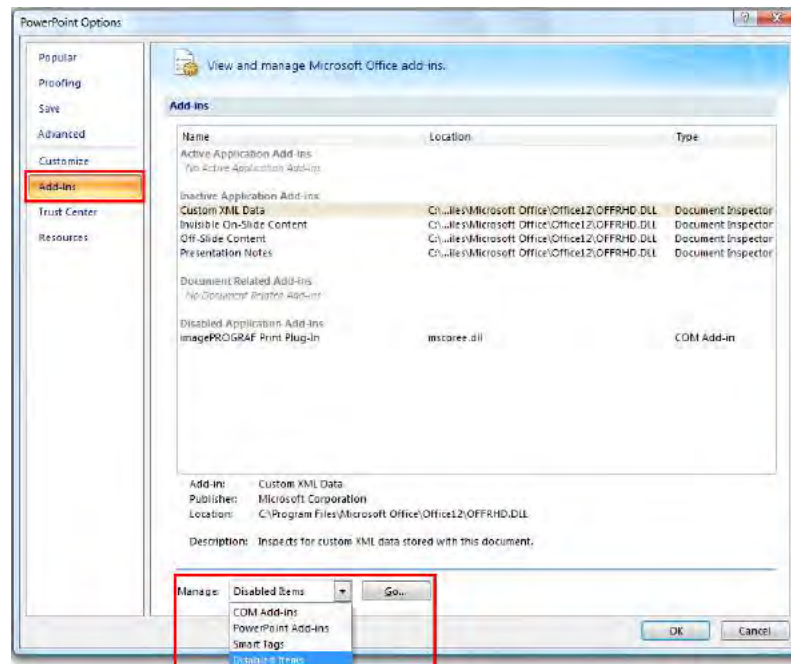 PowerPoint Options
Popular
Proofing
Save
Advanced
Customize
Add-Ins
Trust Center
Resources
View and manage Microsoft Office add-ins.
Add-ins
Name Location Type
Active Application Add-ins
No Active Application Add-ins
Inactive Application Add-ins
Custom XML Data C:\...iles\Microsoft Office\Office12\OFFRHD.DLL Document Inspector
Invisible On-Slide Content C:\...iles\Microsoft Office\Office12\OFFRHD.DLL Document Inspector
Off-Slide Content C:\...iles\Microsoft Office\Office12\OFFRHD.DLL Document Inspector
Presentation Notes C:\...iles\Microsoft Office\Office12\OFFRHD.DLL Document Inspector
Document Related Add-ins
No Document Related Add-ins
Disabled Application Add-ins
imagePROGRAF Print Plug-In mscoree.dll COM Add-in
Add-in: Custom XML Data
Publisher: Microsoft Corporation
Location: C:\Program Files\Microsoft Office\Office12\OFFRHD.DLL
Description: Inspects for custom XML data stored with this document.
Manage: Disabled Items Go...
COM Add-ins
PowerPoint Add-ins
Smart Tags
Disabled Items
OK Cancel